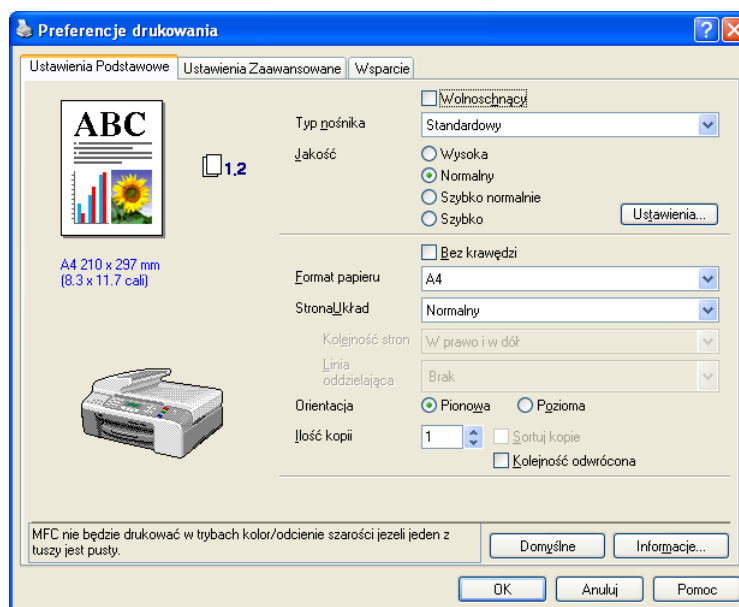 Preferencje drukowania
Ustawienia Podstawowe
Ustawienia Zaawansowane
Wsparcie
ABC
1.2
A4 210 x 297 mm
(8.3 x 11.7 cali)
Wolnoschnący
Typ nośnika
Standardowy
Jakość
Wysoka
Normalny
Szybko normalnie
Szybko
Ustawienia...
Bez krawędzi
Format papieru
A4
StronaUkład
Normalny
Kolejność stron
W prawo i w dół
Linia
oddzielająca
Brak
Orientacja
Pionowa
Pozioma
Ilość kopii
1
Sortuj kopie
Kolejność odwrócona
MFC nie będzie drukować w trybach kolor/odcienie szarości jezeli jeden z
tuszy jest pusty.
Domyślne
Informacje...
OK
Anuluj
Pomoc